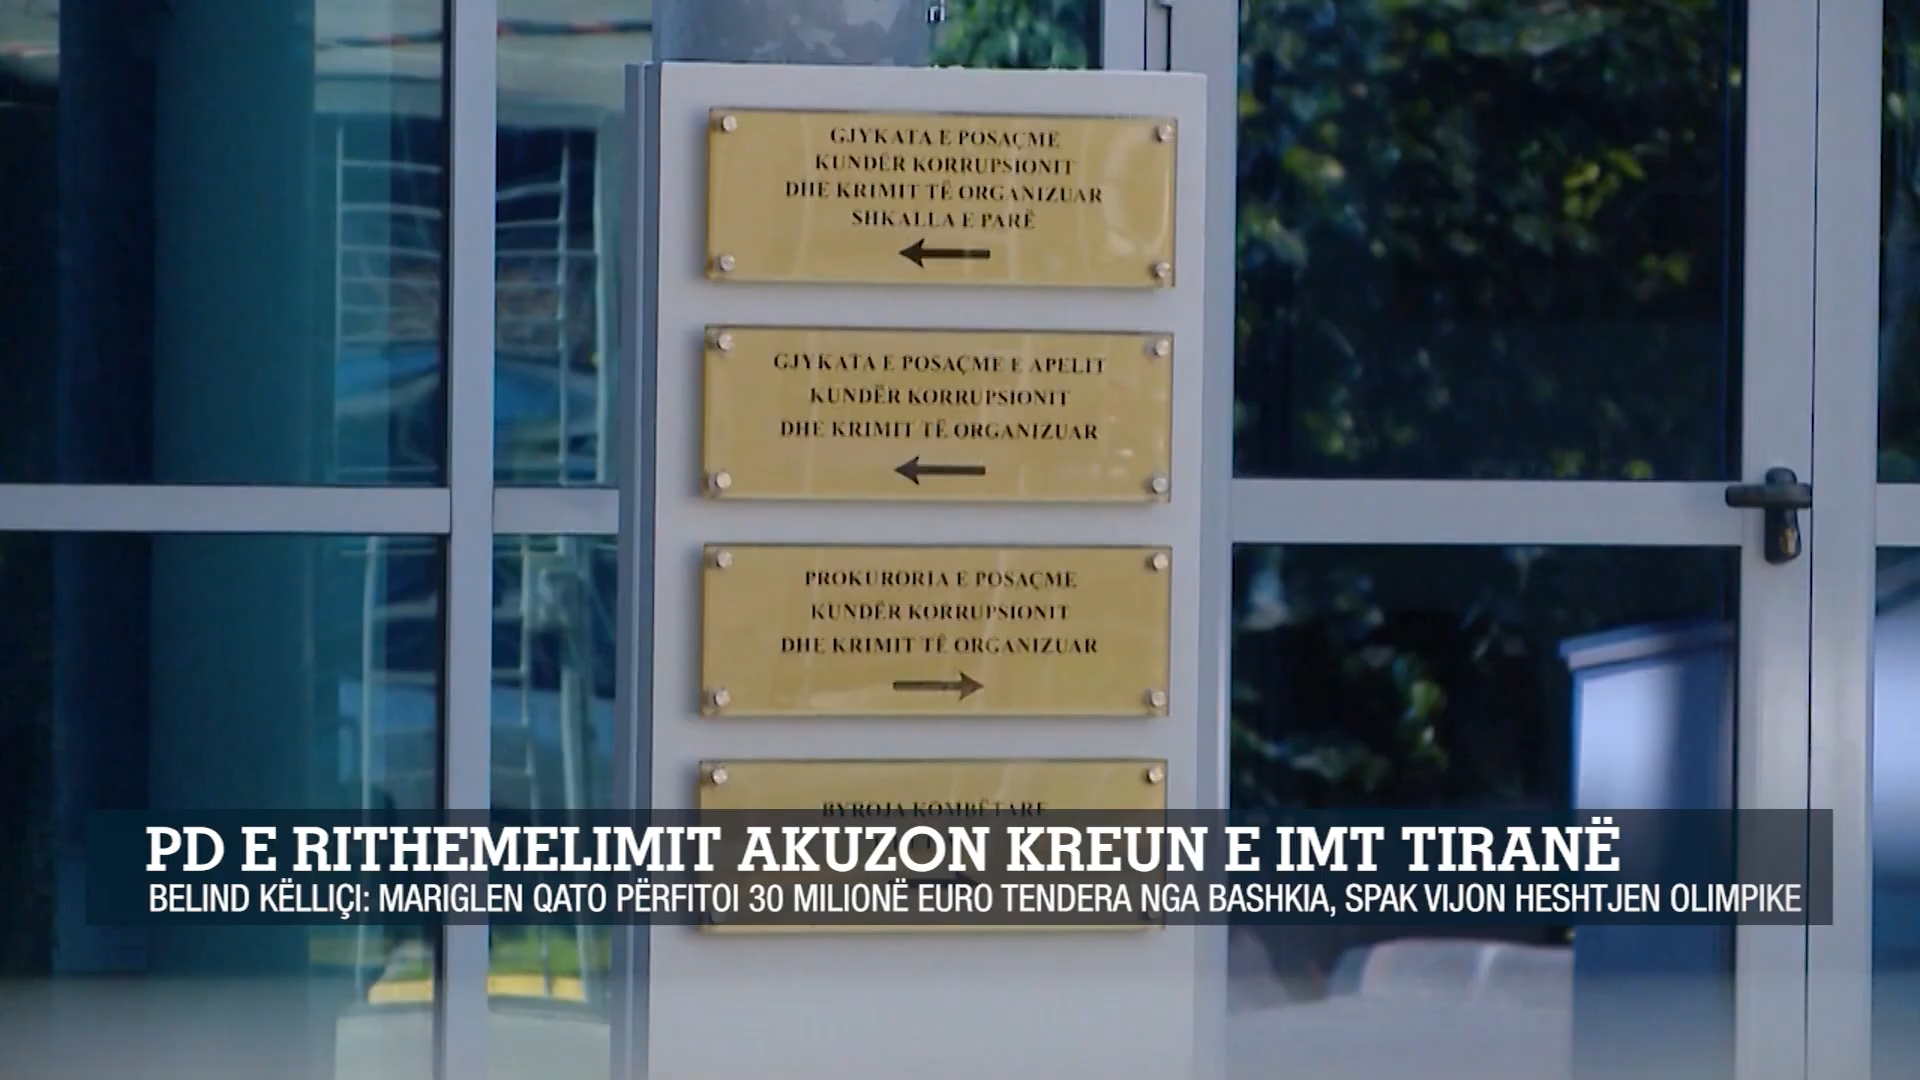 GJYKATA E POSAÇME
KUNDËR KORRUPSIONIT
DHE KRIMIT TË ORGANIZUAR
SHKALLA E PARË
GJYKATA E POSAÇME E APELIT
KUNDËR KORRUPSIONIT
DHE KRIMIT TË ORGANIZUAR
PROKURORIA E POSAÇME
KUNDËR KORRUPSIONIT
DHE KRIMIT TË ORGANIZUAR
BYROJA KOMBËTARE
PD E RITHEMELIMIT AKUZON KREUN E IMT TIRANË
BELIND KËLLIÇI: MARIGLEN QATO PËRFITOI 30 MILIONË EURO TENDERA NGA BASHKIA, SPAK VIJON HESHTJEN OLIMPIKE